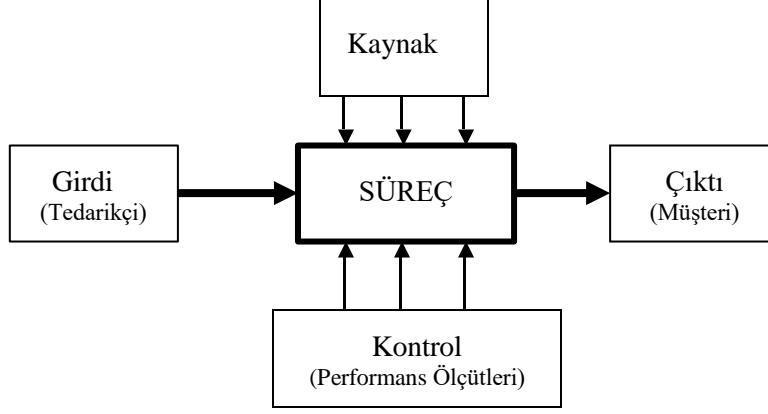 Kaynak
Girdi
(Tedarikçi)
SÜREÇ
Çıktı
(Müşteri)
Kontrol
(Performans Ölçütleri)